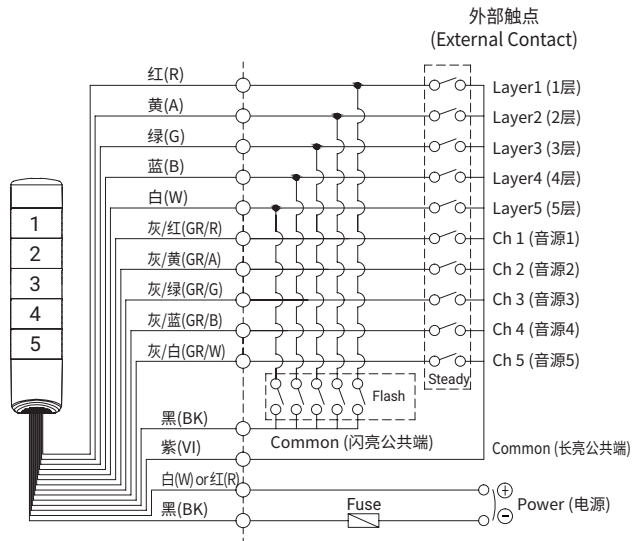 外部触点
(External Contact)
红(R)
Layer1 (1层)
黄(A)
Layer2 (2层)
绿(G)
Layer3 (3层)
蓝(B)
Layer4 (4层)
白(W)
Layer5 (5层)
灰/红(GR/R)
Ch 1 (音源1)
灰/黄(GR/A)
Ch 2 (音源2)
灰/绿(GR/G)
Ch 3 (音源3)
灰/蓝(GR/B)
Ch 4 (音源4)
灰/白(GR/W)
Ch 5 (音源5)
1
2
3
4
5
Steady
Flash
黑(BK)
Common (闪亮公共端)
紫(VI)
Common (长亮公共端)
白(W) or 红(R)
Power (电源)
黑(BK)
Fuse